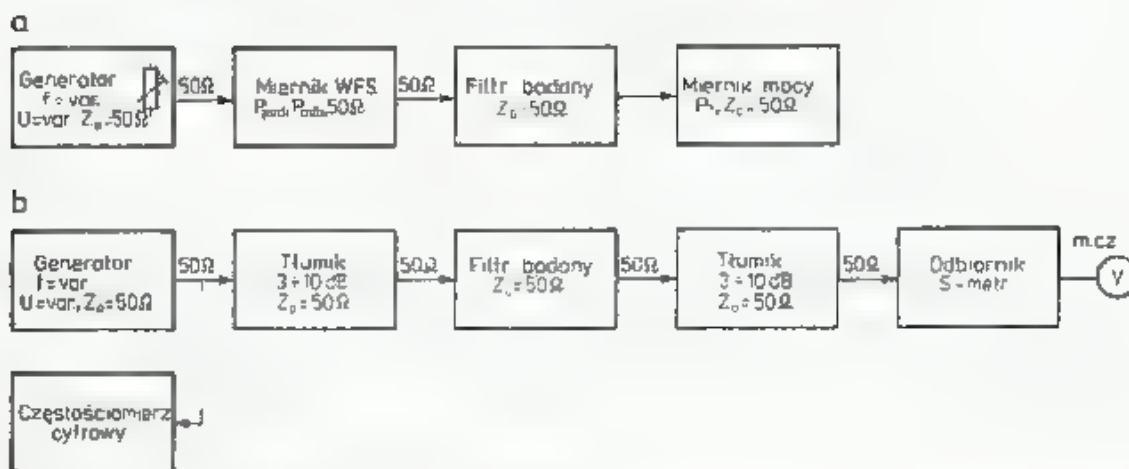 a
Generator
f=var.
U=var Z₀=50Ω
50Ω
Miernik WFS
50Ω
50Ω
Filtr badany
Z₀=50Ω
Miernik mocy
Z₀=50Ω
b
Generator
f=var
U=var, Z₀=50Ω
50Ω
Tłumik
3÷10 dB
Z₀=50Ω
50Ω
Filtr badany
Z₀=50Ω
50Ω
Tłumik
3÷10 dB
Z₀=50Ω
50Ω
Odbiornik
S-metr
m.cz
V
Częstościomierz
cyfrowy